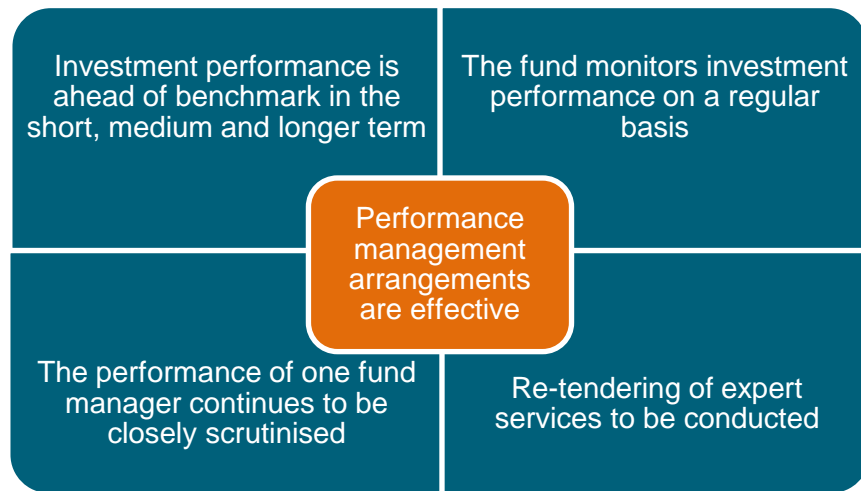 Investment performance is
ahead of benchmark in the
short, medium and longer term
The fund monitors investment
performance on a regular
basis
Performance
management
arrangements
are effective
The performance of one fund
manager continues to be
closely scrutinised
Re-tendering of expert
services to be conducted